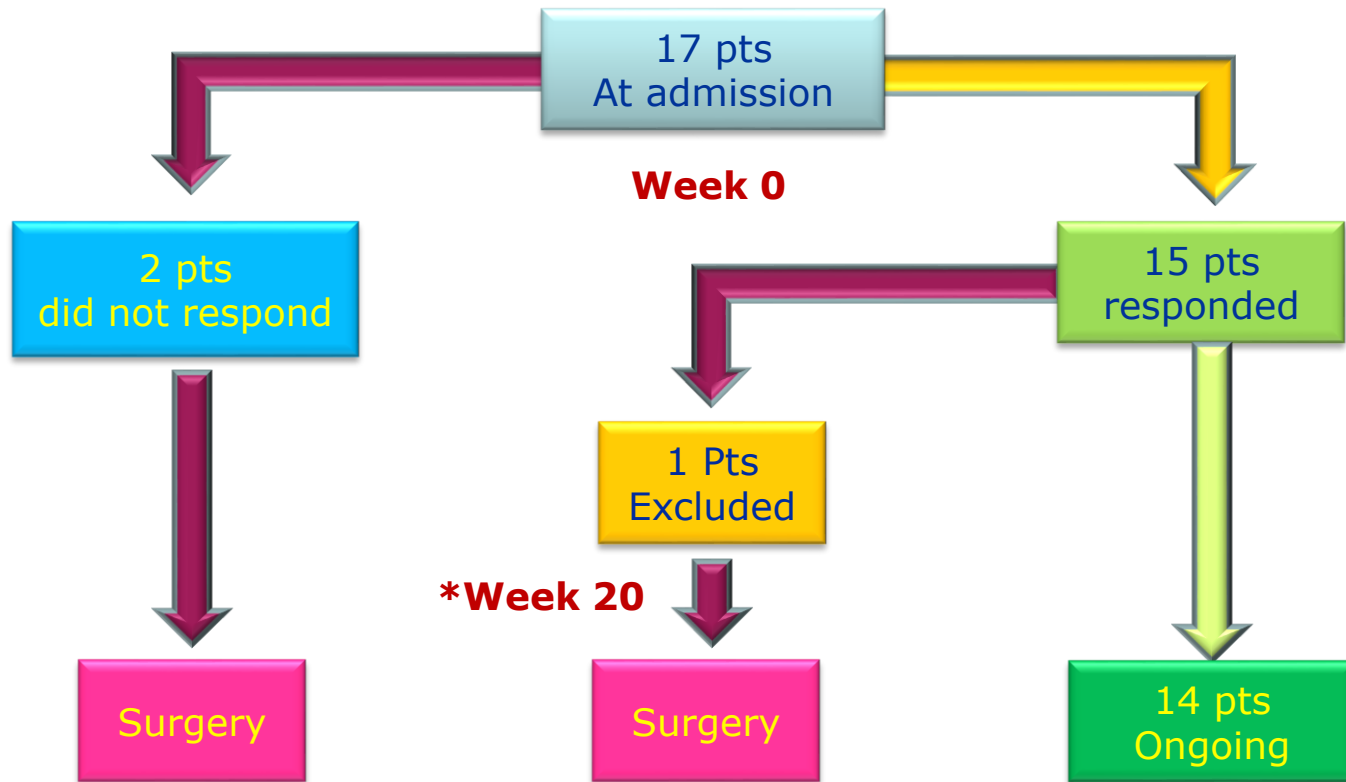 17 pts
At admission
Week 0
2 pts
did not respond
15 pts
responded
1 Pts
Excluded
*Week 20
Surgery
Surgery
14 pts
Ongoing